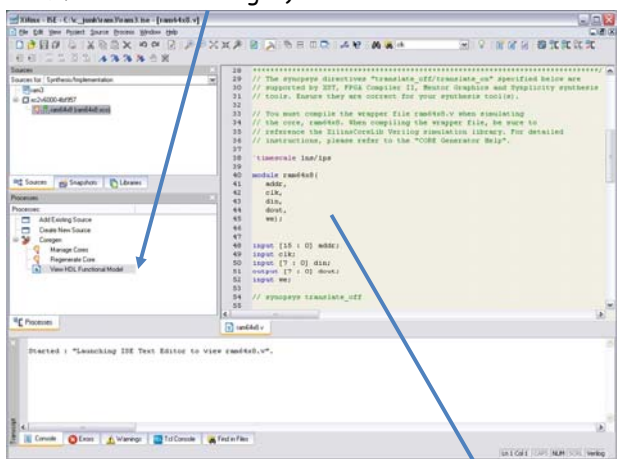 Xilinx - ISE - C:\c_junk\ram3\ram3.ise - [ram64x8.v]
File Edit View Project Source Process Window Help
Sources
Sources for: Synthesis/Implementation
ram3
xc2v6000-4bf957
ram64x8 (ram64x8.xco)
Sources Snapshots Libraries
Processes
Processes:
Add Existing Source
Create New Source
Coregen
Manage Cores
Regenerate Core
View HDL Functional Model
Processes
28
29 // The synopsys directives "translate_off/translate_on" specified below are
30 // supported by XST, FPGA Compiler II, Mentor Graphics and Synplicity synthesis
31 // tools. Ensure they are correct for your synthesis tool(s).
32
33 // You must compile the wrapper file ram64x8.v when simulating
34 // the core, ram64x8. When compiling the wrapper file, be sure to
35 // reference the XilinxCoreLib Verilog simulation library. For detailed
36 // instructions, please refer to the "CORE Generator Help".
37
38 `timescale 1ns/1ps
39
40 module ram64x8(
41 addr,
42 clk,
43 din,
44 dout,
45 we);
46
47
48 input [15 : 0] addr;
49 input clk;
50 input [7 : 0] din;
51 output [7 : 0] dout;
52 input we;
53
54 // synopsys translate_off
55
ram64x8.v
Started : "Launching ISE Text Editor to view ram64x8.v".
Transcript
Console Errors Warnings Tcl Console Find in Files
Ln 1 Col 1 CAPS NUM SCRL Verilog